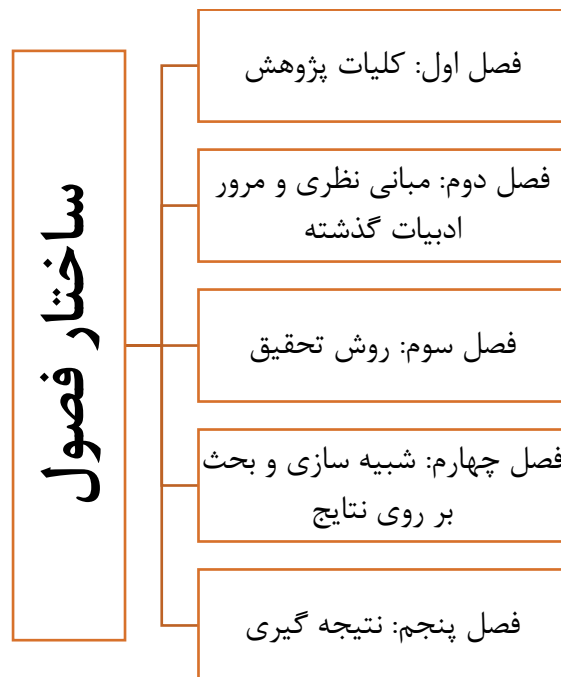 ساختار فصول
فصل اول: کلیات پژوهش
فصل دوم: مبانی نظری و مرور
ادبیات گذشته
فصل سوم: روش تحقیق
فصل چهارم: شبیه سازی و بحث
بر روی نتایج
فصل پنجم: نتیجه گیری